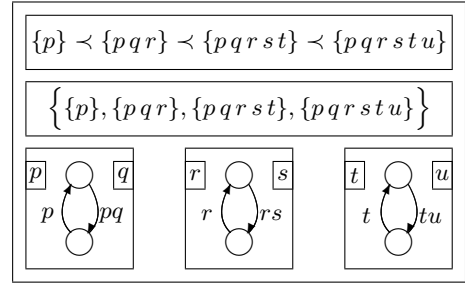 {p} ≺ {p q r} ≺ {p q r s t} ≺ {p q r s t u}
{{p}, {p q r}, {p q r s t}, {p q r s t u}}
p q r s t u
p pq r rs t tu